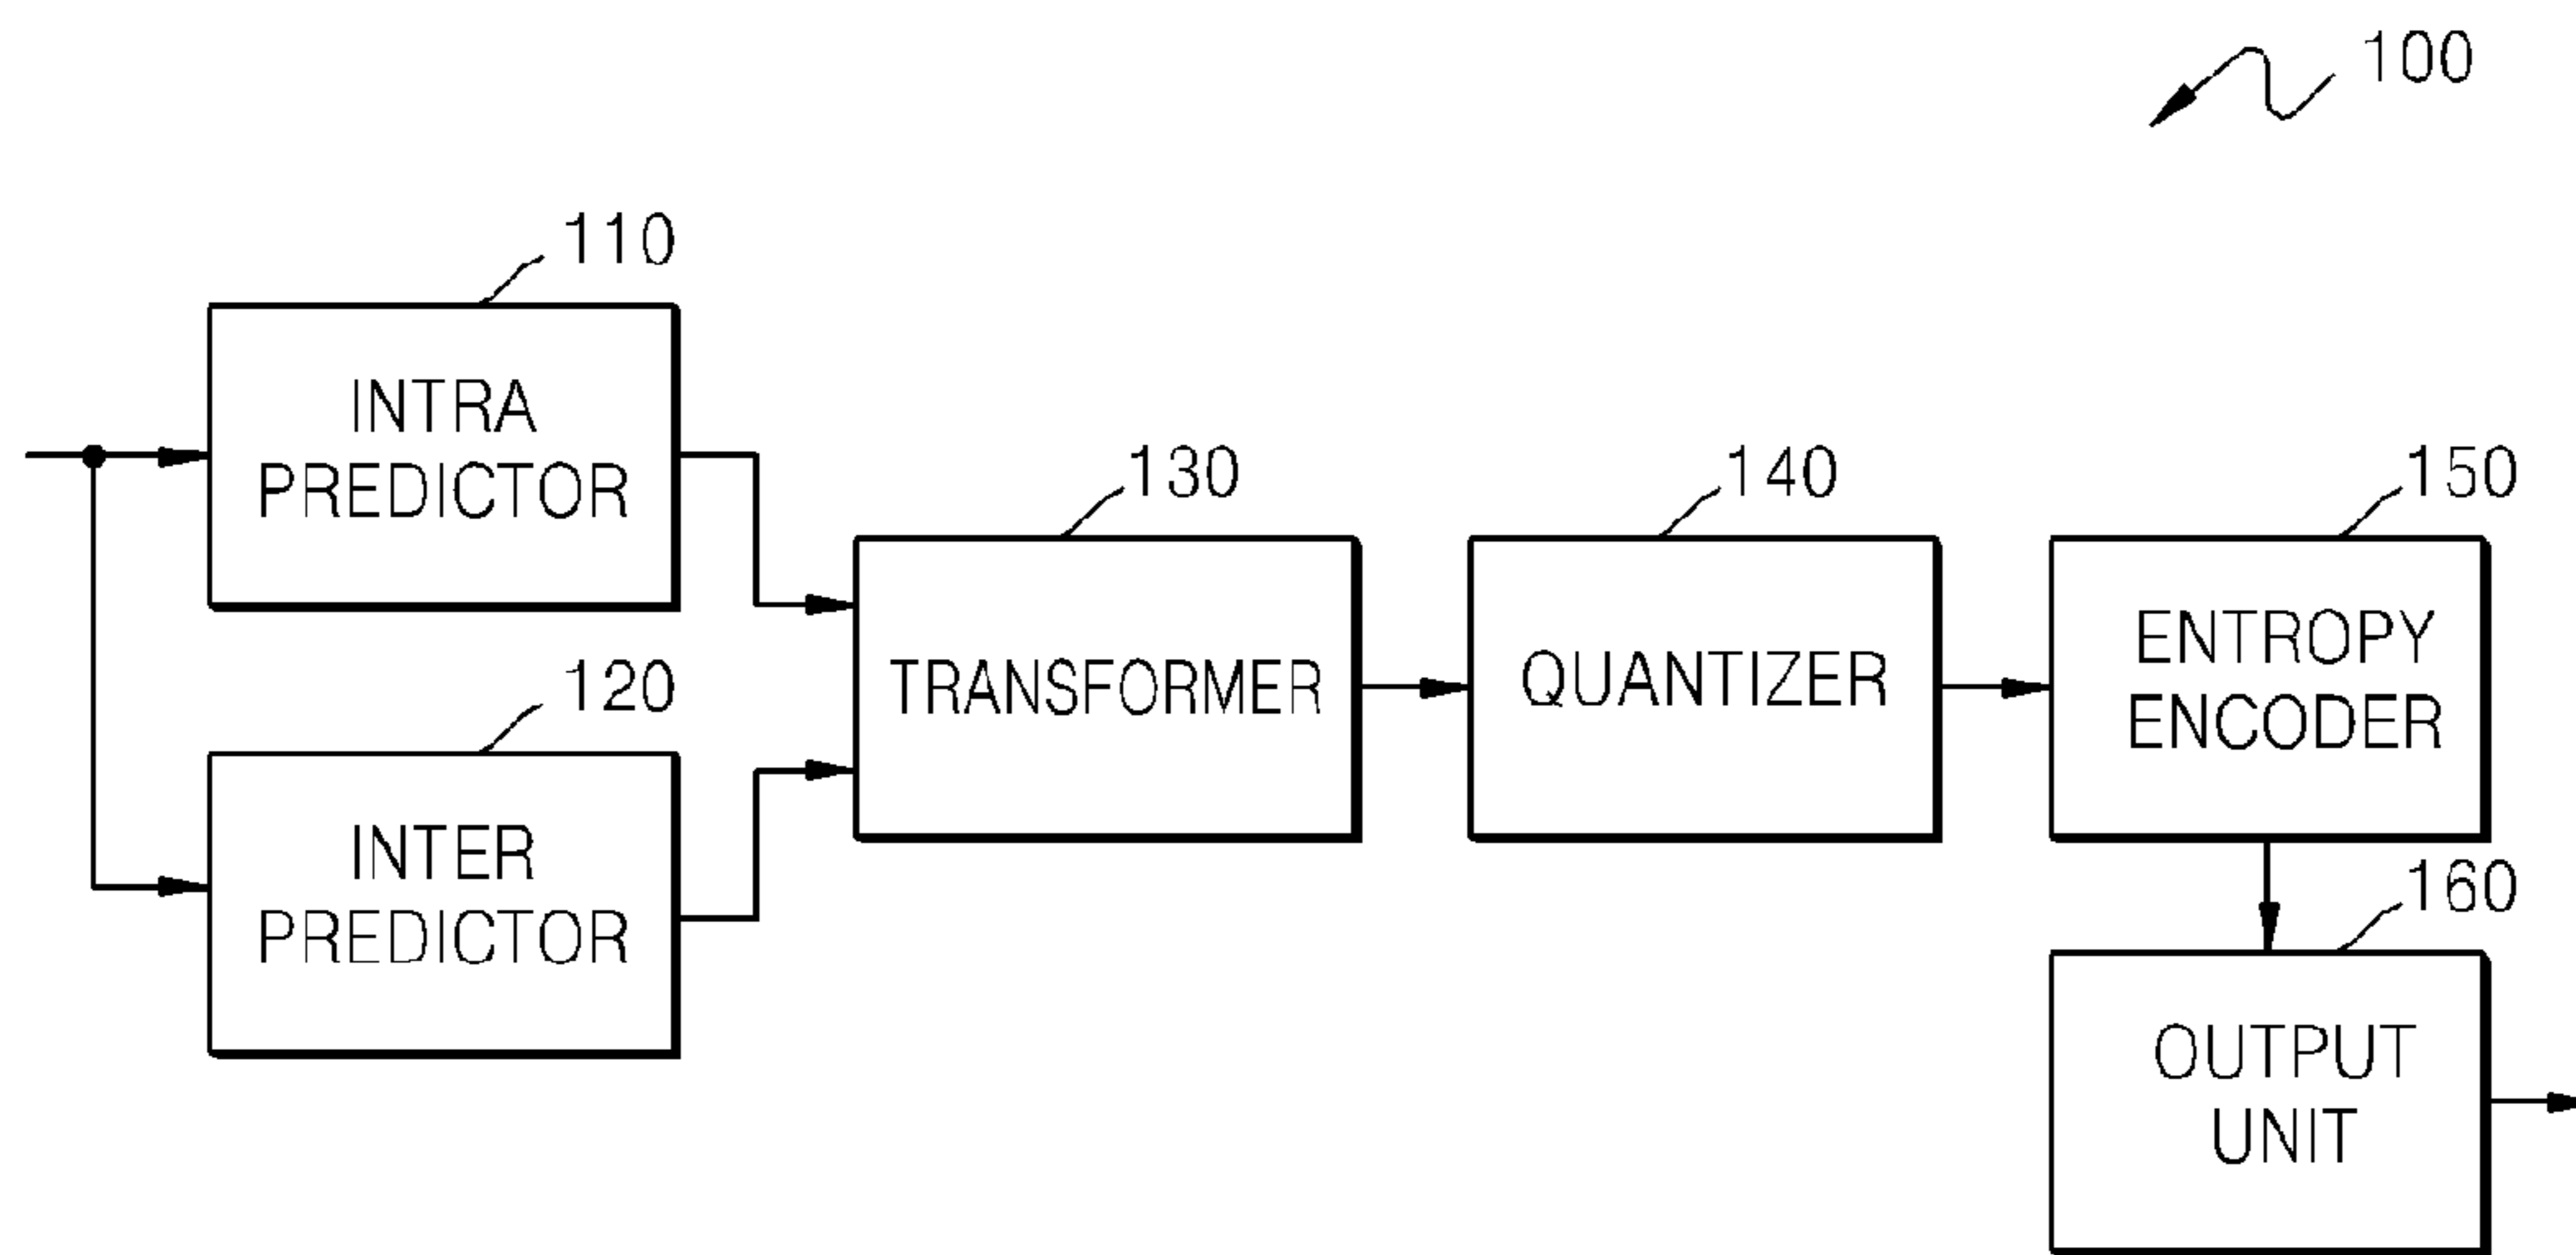 100
110
INTRA
PREDICTOR
120
INTER
PREDICTOR
130
TRANSFORMER
140
QUANTIZER
150
ENTROPY
ENCODER
160
OUTPUT
UNIT